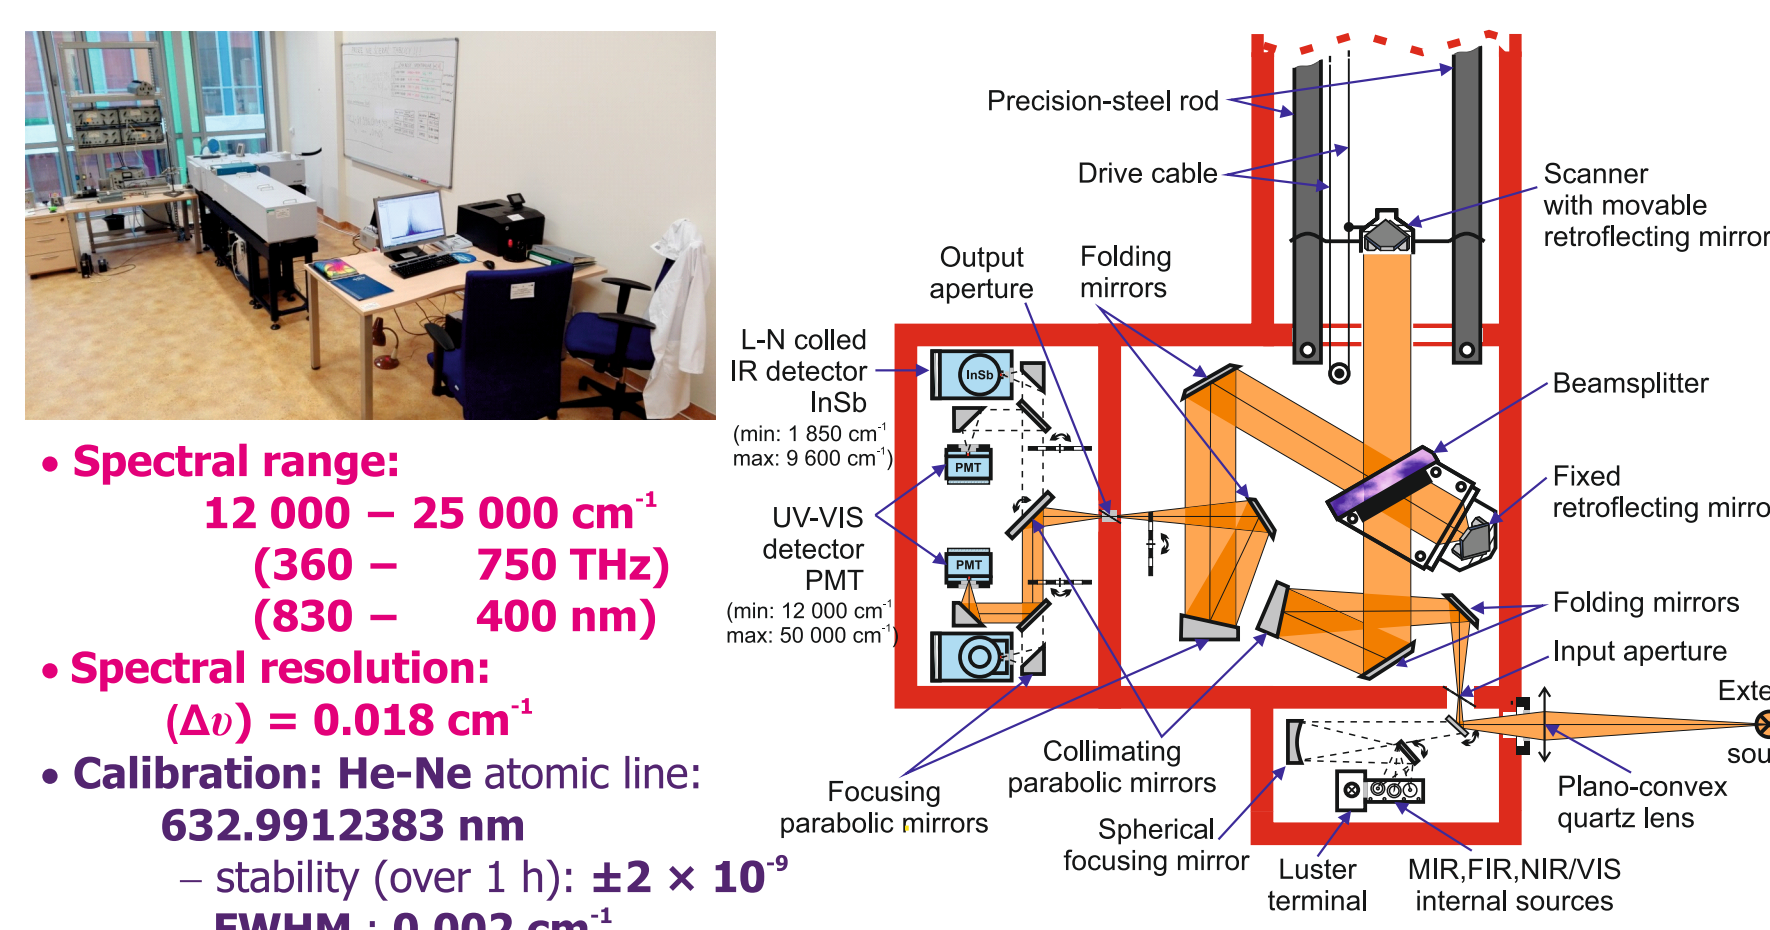 • Spectral range:
12 000 – 25 000 cm⁻¹
(360 – 750 THz)
(830 – 400 nm)
• Spectral resolution:
(Δυ) = 0.018 cm⁻¹
• Calibration: He-Ne atomic line:
632.9912383 nm
– stability (over 1 h): ±2 × 10⁻⁹
FWHM : 0.002 cm⁻¹
Precision-steel rod
Drive cable
Scanner
with movable
retroflecting mirror
Output
aperture
Folding
mirrors
L-N colled
IR detector
InSb
(min: 1 850 cm⁻¹
max: 9 600 cm⁻¹)
InSb
PMT
UV-VIS
detector
PMT
(min: 12 000 cm⁻¹
max: 50 000 cm⁻¹)
PMT
Beamsplitter
Fixed
retroflecting mirro
Folding mirrors
Input aperture
Exte
sou
Plano-convex
quartz lens
Collimating
parabolic mirrors
Focusing
parabolic mirrors
Spherical
focusing mirror
Luster
terminal
MIR,FIR,NIR/VIS
internal sources